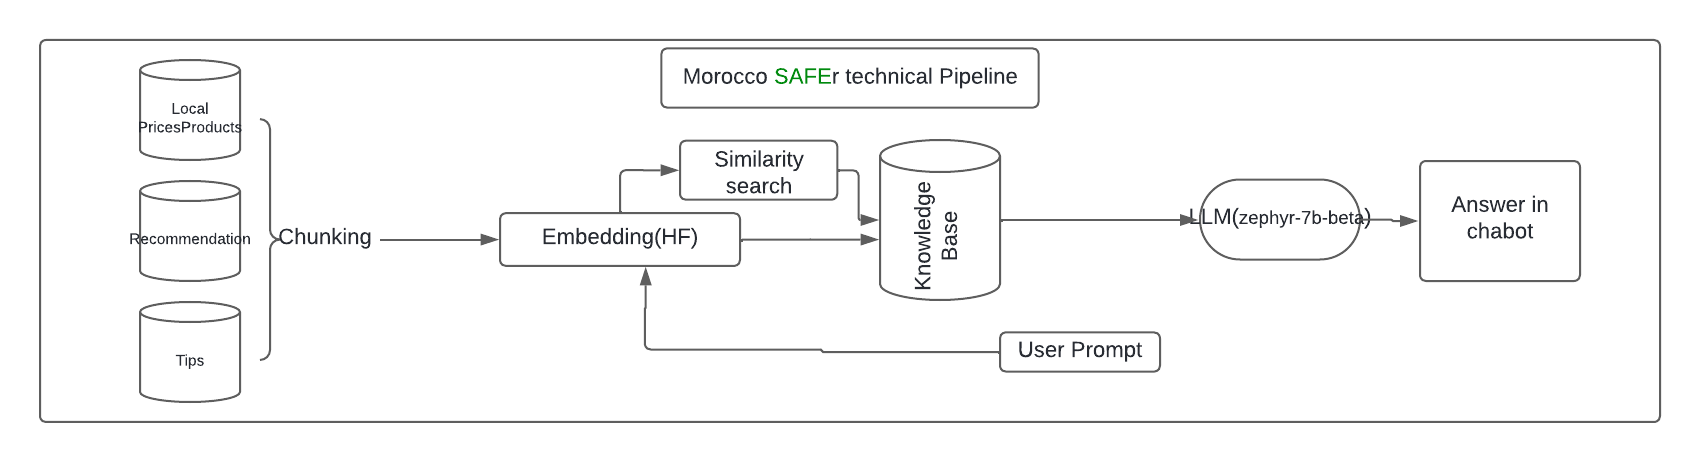 Morocco SAFEr technical Pipeline
Local
PricesProducts
Recommendation
Tips
Chunking
Embedding(HF)
Similarity
search
Knowledge
Base
User Prompt
LLM(zephyr-7b-beta)
Answer in
chabot